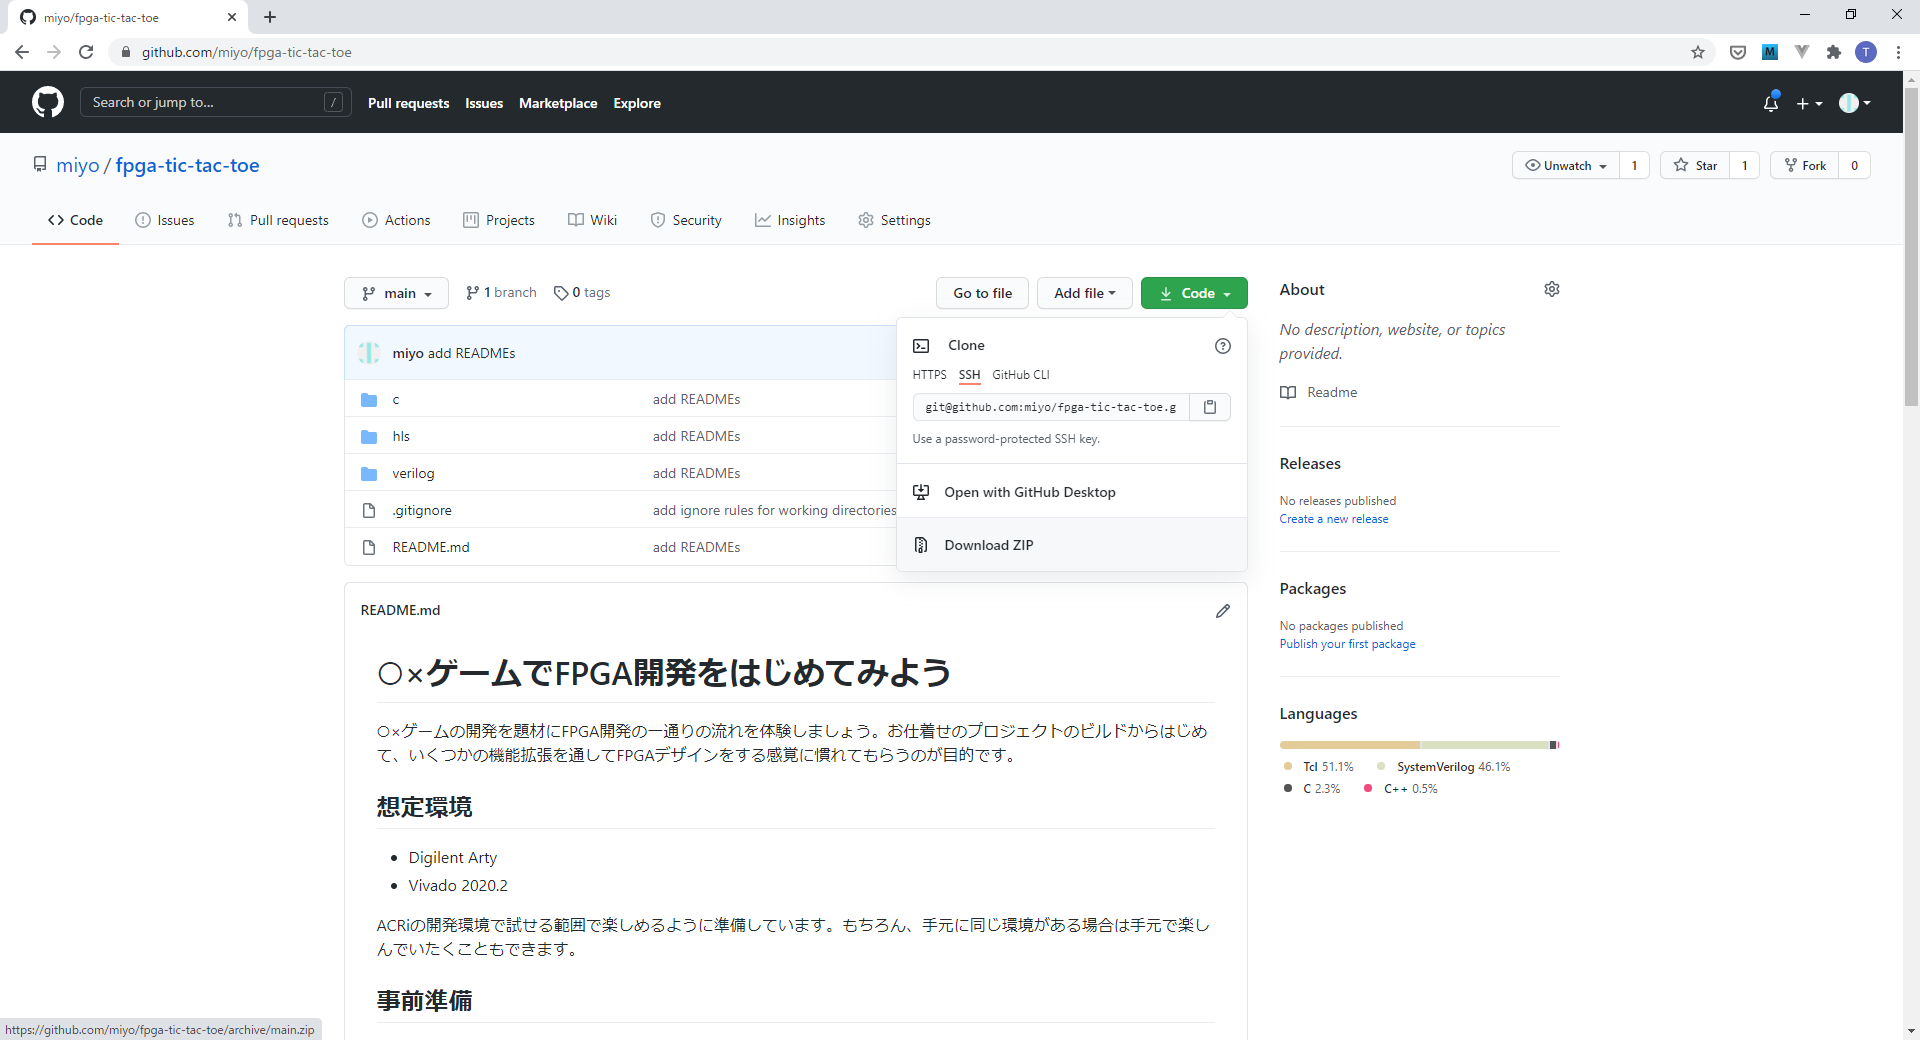 miyo/fpga-tic-tac-toe
github.com/miyo/fpga-tic-tac-toe
M
T
Search or jump to...
/
Pull requests
Issues
Marketplace
Explore
miyo / fpga-tic-tac-toe
Unwatch
1
Star
1
Fork
0
Code
Issues
Pull requests
Actions
Projects
Wiki
Security
Insights
Settings
main
1 branch
0 tags
Go to file
Add file
Code
miyo add READMEs
c
add READMEs
hls
add READMEs
verilog
add READMEs
.gitignore
add ignore rules for working directories
README.md
add READMEs
Clone
HTTPS
SSH
GitHub CLI
git@github.com:miyo/fpga-tic-tac-toe.g
Use a password-protected SSH key.
Open with GitHub Desktop
Download ZIP
About
No description, website, or topics
provided.
Readme
Releases
No releases published
Create a new release
Packages
No packages published
Publish your first package
Languages
Tcl 51.1%
SystemVerilog 46.1%
C 2.3%
C++ 0.5%
README.md
○×ゲームでFPGA開発をはじめてみよう
○×ゲームの開発を題材にFPGA開発の一通りの流れを体験しましょう。お仕着せのプロジェクトのビルドからはじめ
て、いくつかの機能拡張を通してFPGAデザインをする感覚に慣れてもらうのが目的です。
想定環境
• Digilent Arty
• Vivado 2020.2
ACRiの開発環境で試せる範囲で楽しめるように準備しています。もちろん、手元に同じ環境がある場合は手元で楽し
んでいたくこともできます。
事前準備
https://github.com/miyo/fpga-tic-tac-toe/archive/main.zip